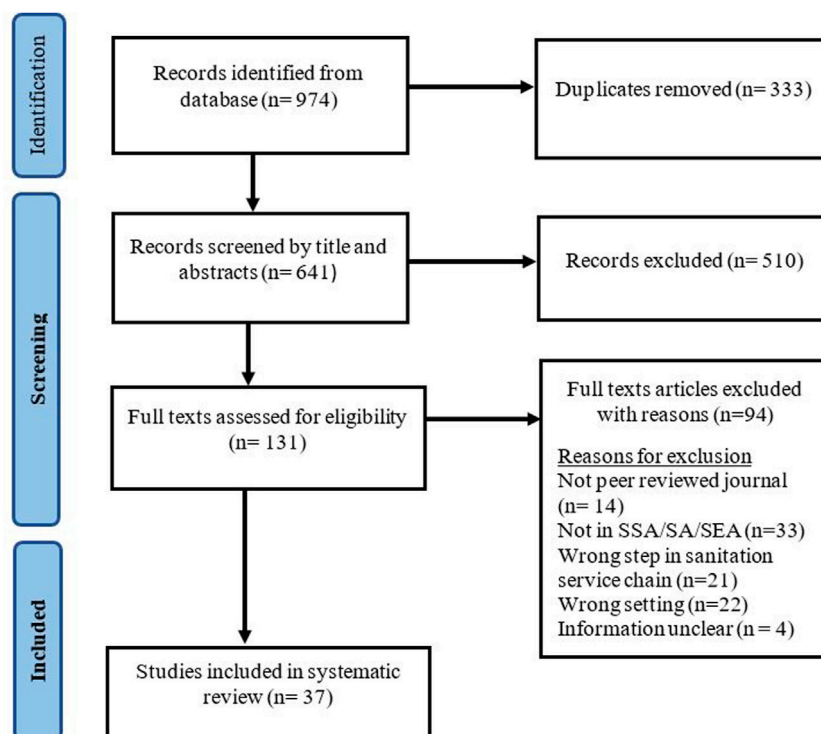 Identification
Records identified from
database (n= 974)
Duplicates removed (n= 333)
Screening
Records screened by title and
abstracts (n= 641)
Records excluded (n= 510)
Full texts assessed for eligibility
(n= 131)
Full texts articles excluded
with reasons (n=94)
Reasons for exclusion
Not peer reviewed journal
(n= 14)
Not in SSA/SA/SEA (n=33)
Wrong step in sanitation
service chain (n=21)
Wrong setting (n=22)
Information unclear (n = 4)
Included
Studies included in systematic
review (n= 37)